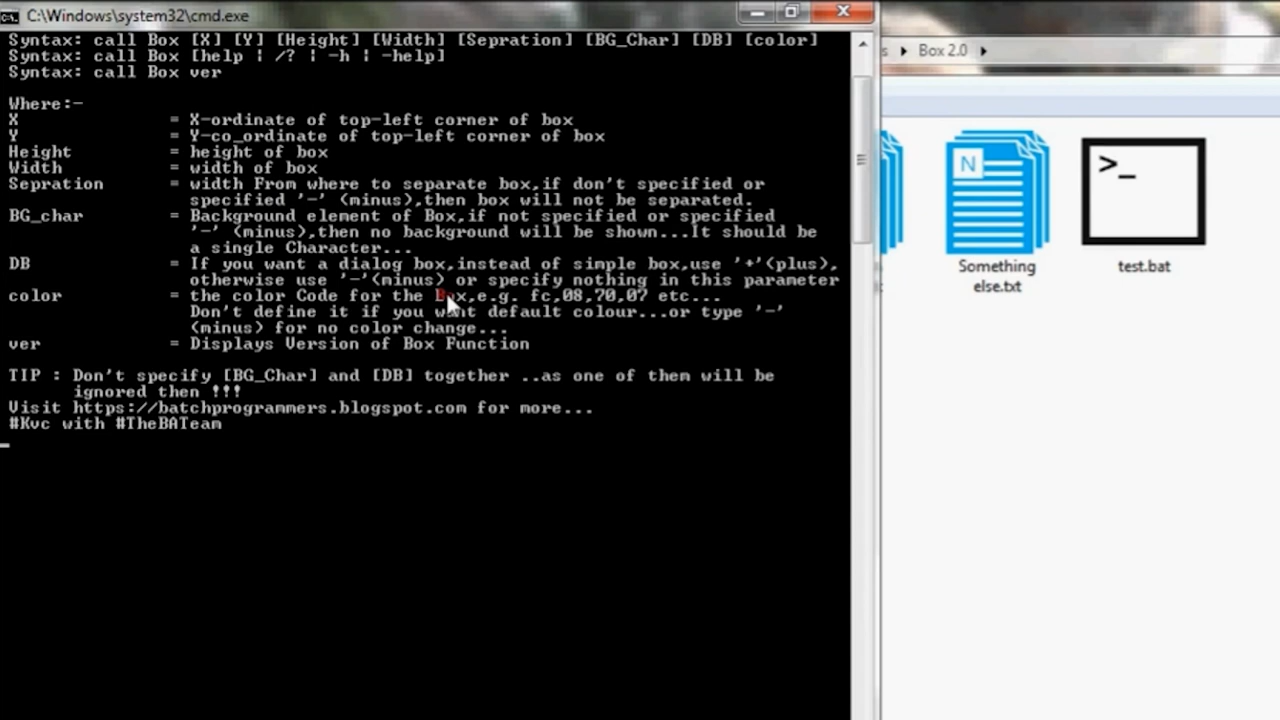 C:\Windows\system32\cmd.exe
Syntax: call Box [X] [Y] [Height] [Width] [Sepration] [BG_Char] [DB] [color]
Syntax: call Box [help | /? | -h | -help]
Syntax: call Box ver
Where:-
X = X-ordinate of top-left corner of box
Y = Y-co_ordinate of top-left corner of box
Height = height of box
Width = width of box
Sepration = width From where to separate box,if don't specified or
specified '-' (minus),then box will not be separated.
BG_char = Background element of Box,if not specified or specified
'-' (minus),then no background will be shown...It should be
a single Character...
DB = If you want a dialog box,instead of simple box,use '+'(plus),
otherwise use '-'(minus) or specify nothing in this parameter
color = the color Code for the Box,e.g. fc,08,70,07 etc...
Don't define it if you want default colour...or type '-'
(minus) for no color change...
ver = Displays Version of Box Function
TIP : Don't specify [BG_Char] and [DB] together ..as one of them will be
ignored then !!!
Visit https://batchprogrammers.blogspot.com for more...
#Kvc with #TheBATeam
Box 2.0
N
>_
Something
else.txt
test.bat